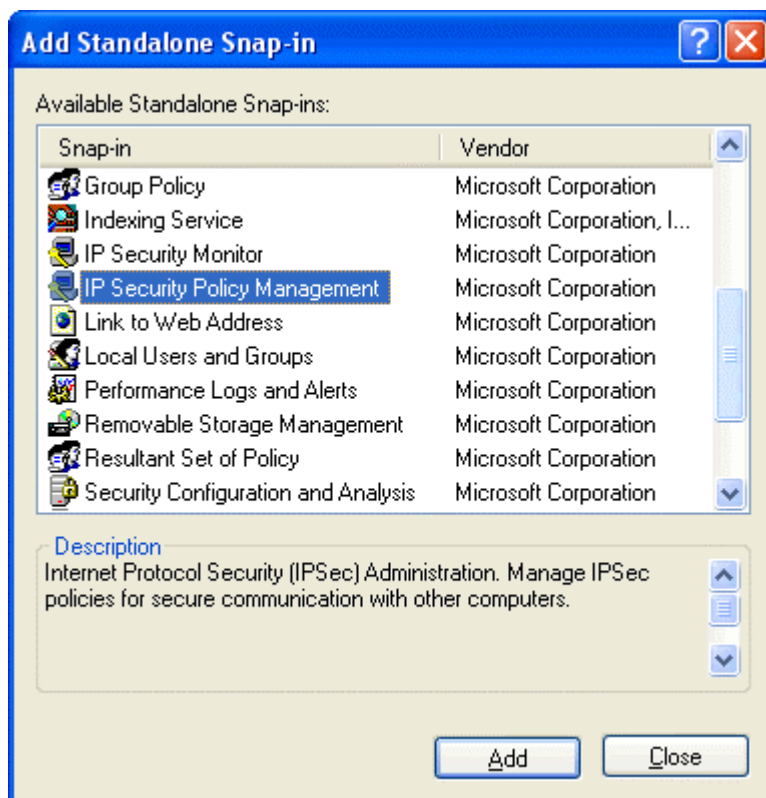 Add Standalone Snap-in
Available Standalone Snap-ins:
Snap-in Vendor
Group Policy Microsoft Corporation
Indexing Service Microsoft Corporation, I...
IP Security Monitor Microsoft Corporation
IP Security Policy Management Microsoft Corporation
Link to Web Address Microsoft Corporation
Local Users and Groups Microsoft Corporation
Performance Logs and Alerts Microsoft Corporation
Removable Storage Management Microsoft Corporation
Resultant Set of Policy Microsoft Corporation
Security Configuration and Analysis Microsoft Corporation
Description
Internet Protocol Security (IPSec) Administration. Manage IPSec
policies for secure communication with other computers.
Add Close